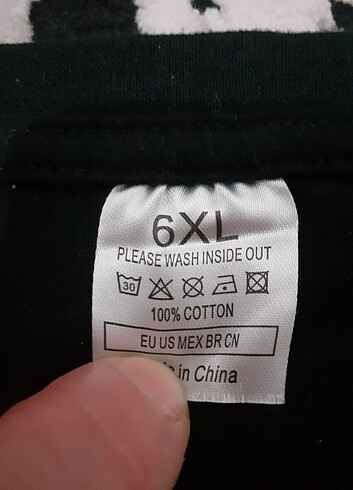 6XL
PLEASE WASH INSIDE OUT
30
100% COTTON
EU US MEX BR CN
in China